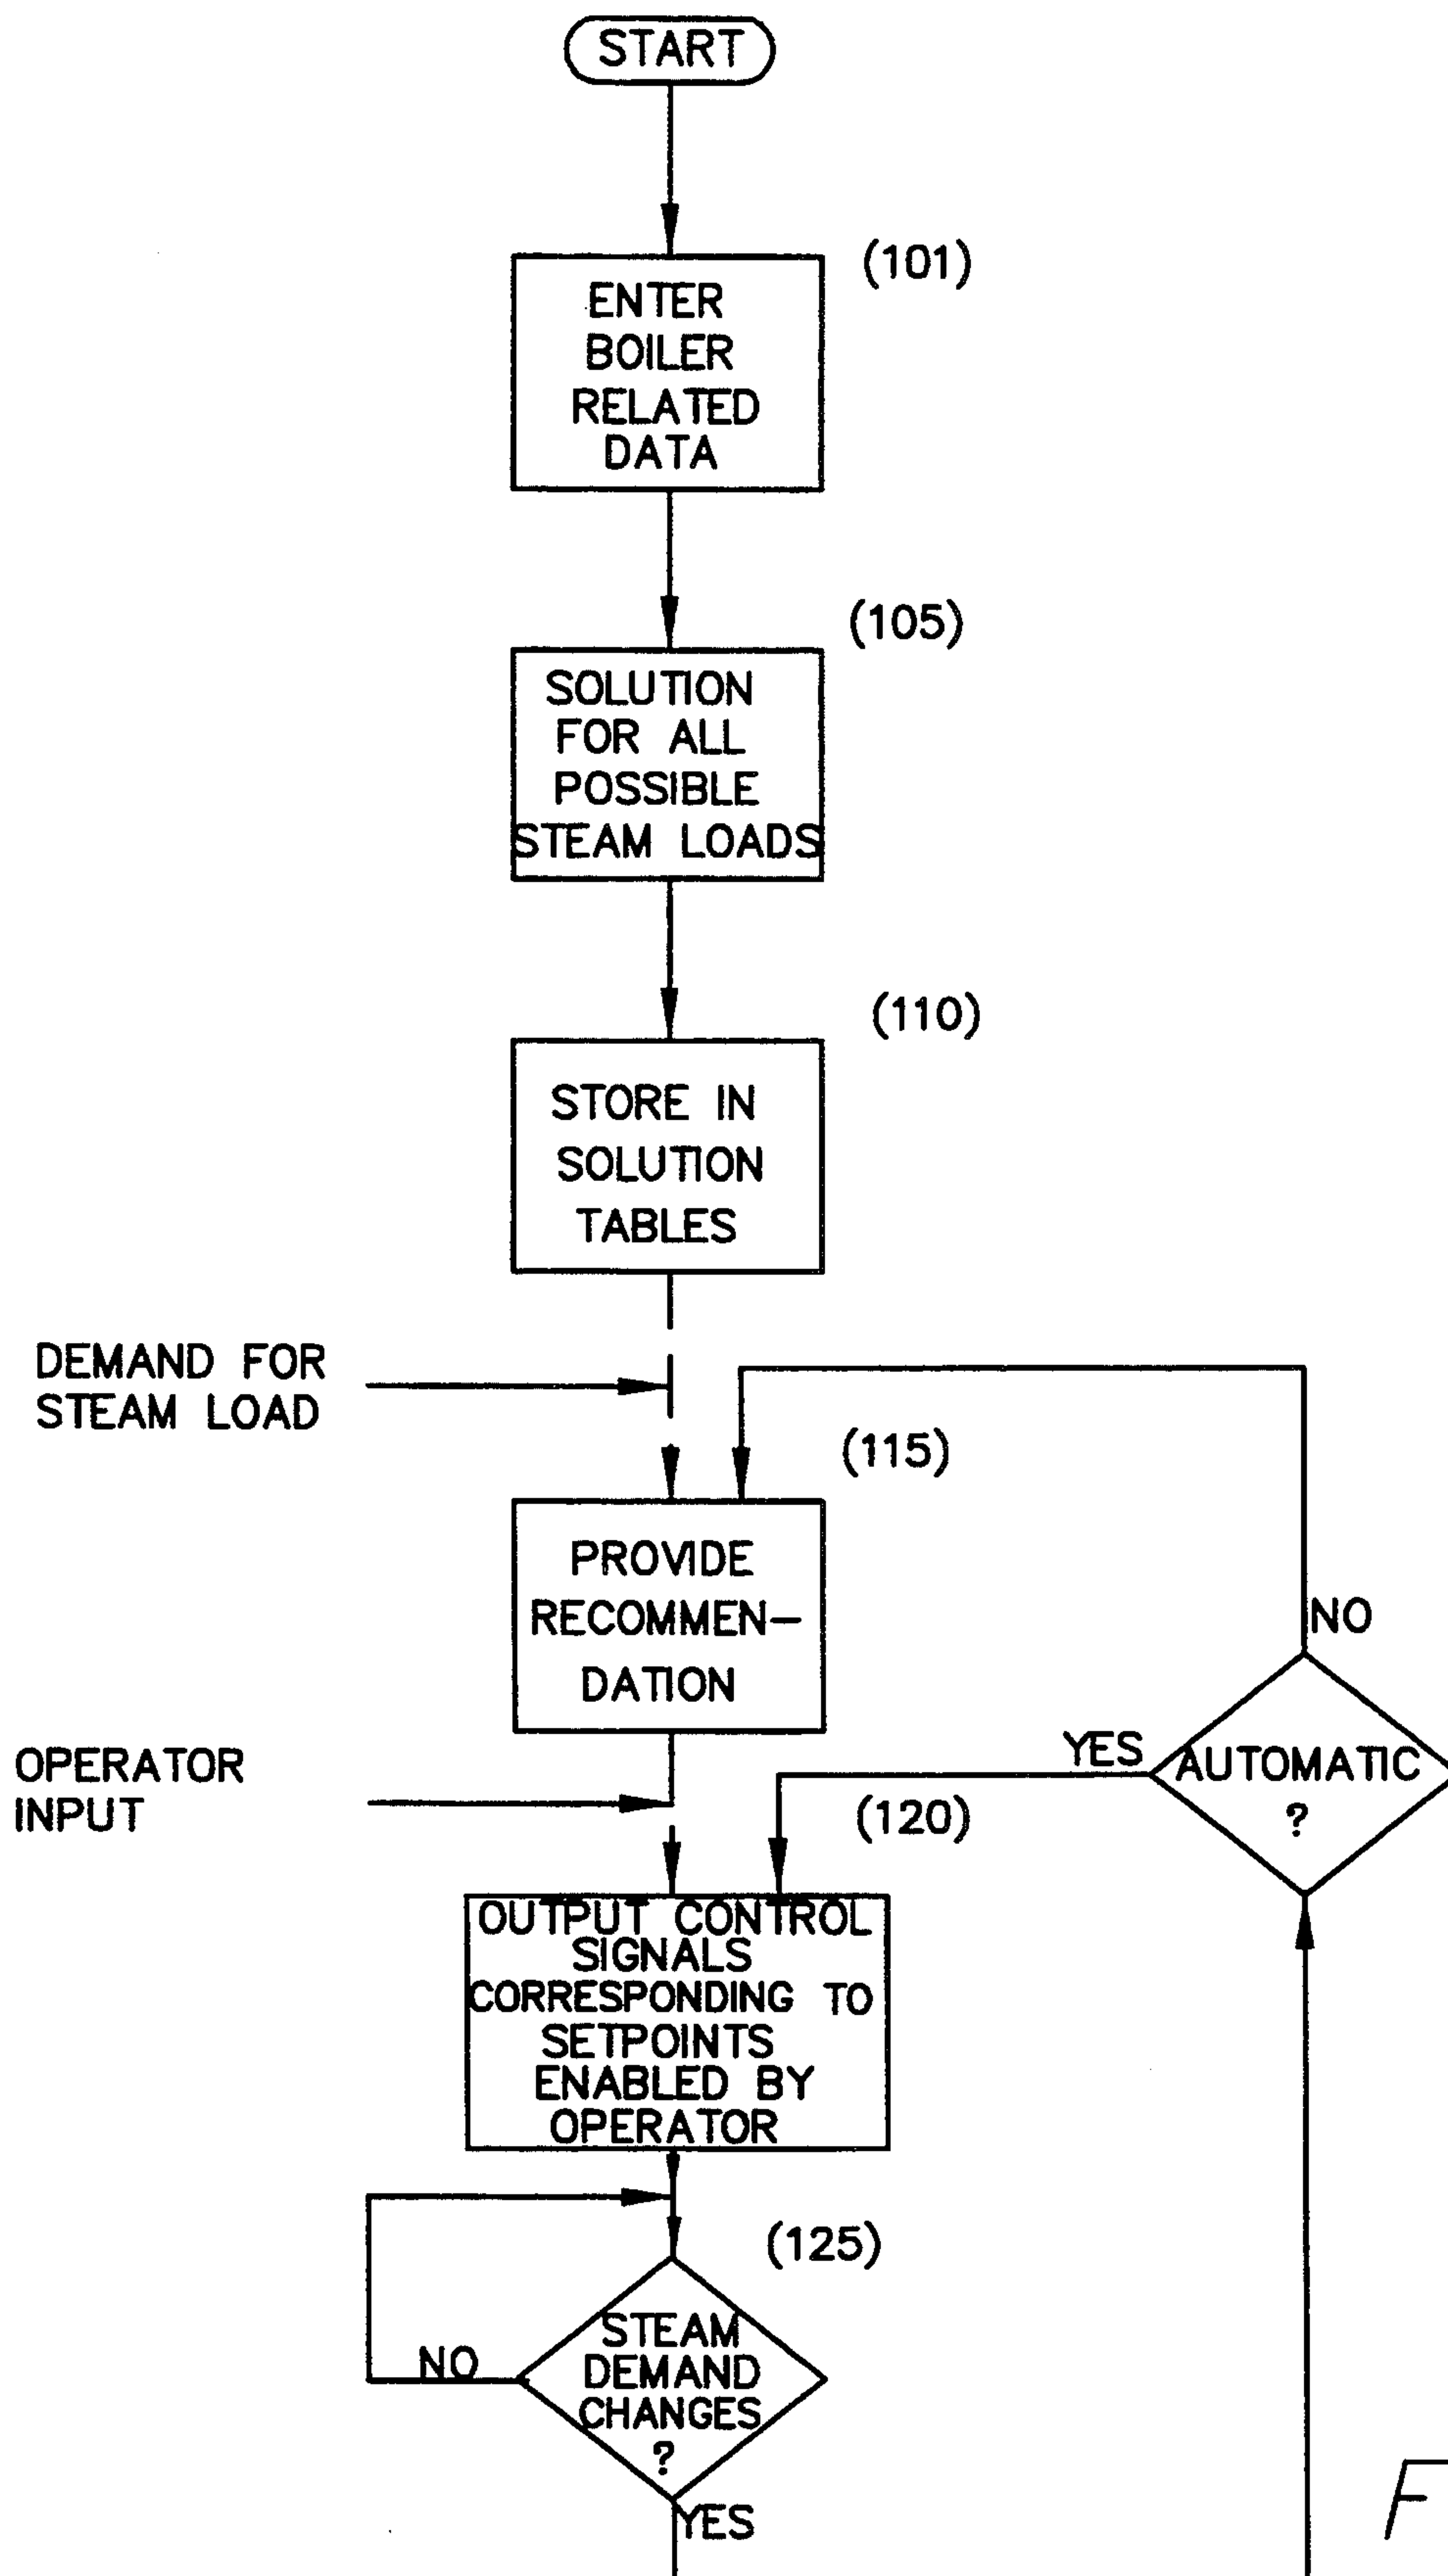 START
(101)
ENTER
BOILER
RELATED
DATA
(105)
SOLUTION
FOR ALL
POSSIBLE
STEAM LOADS
(110)
STORE IN
SOLUTION
TABLES
DEMAND FOR
STEAM LOAD
(115)
PROVIDE
RECOMMEN-
DATION
NO
YES
AUTOMATIC
?
OPERATOR
INPUT
(120)
OUTPUT CONTROL
SIGNALS
CORRESPONDING TO
SETPOINTS
ENABLED BY
OPERATOR
(125)
STEAM
DEMAND
CHANGES
?
NO
YES
F